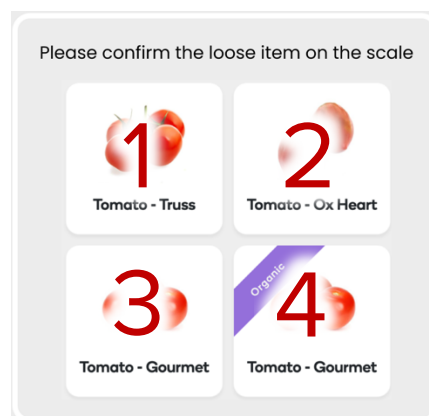 Please confirm the loose item on the scale
1
2
Tomato - Truss
Tomato - Ox Heart
Organic
3
4
Tomato - Gourmet
Tomato - Gourmet